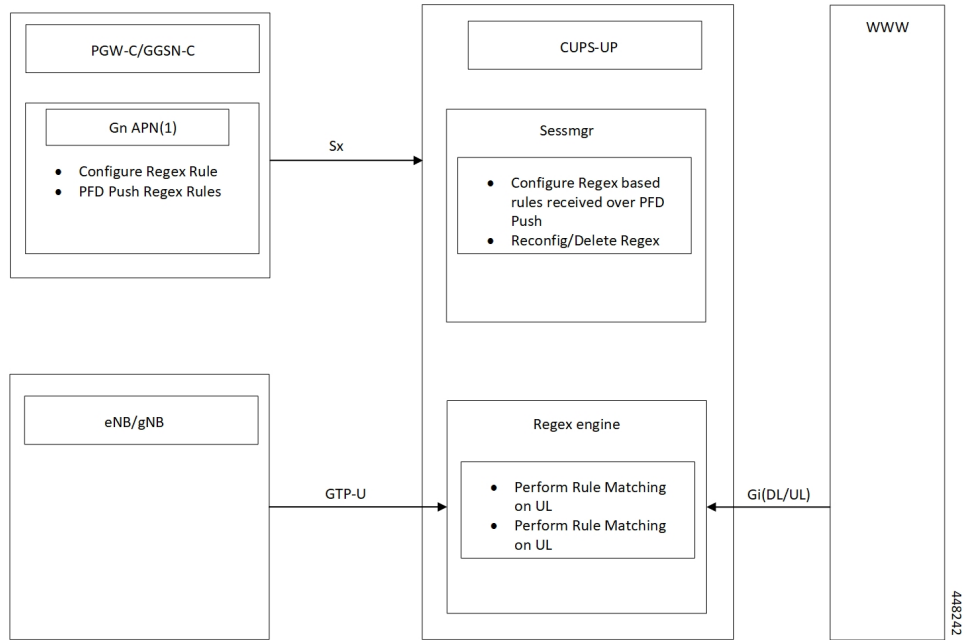 PGW-C/GGSN-C
Gn APN(1)
• Configure Regex Rule
• PFD Push Regex Rules
Sx
CUPS-UP
Sessmgr
• Configure Regex based
rules received over PFD
Push
• Reconfig/Delete Regex
WWW
eNB/gNB
GTP-U
Regex engine
• Perform Rule Matching
on UL
• Perform Rule Matching
on UL
Gi(DL/UL)
448242